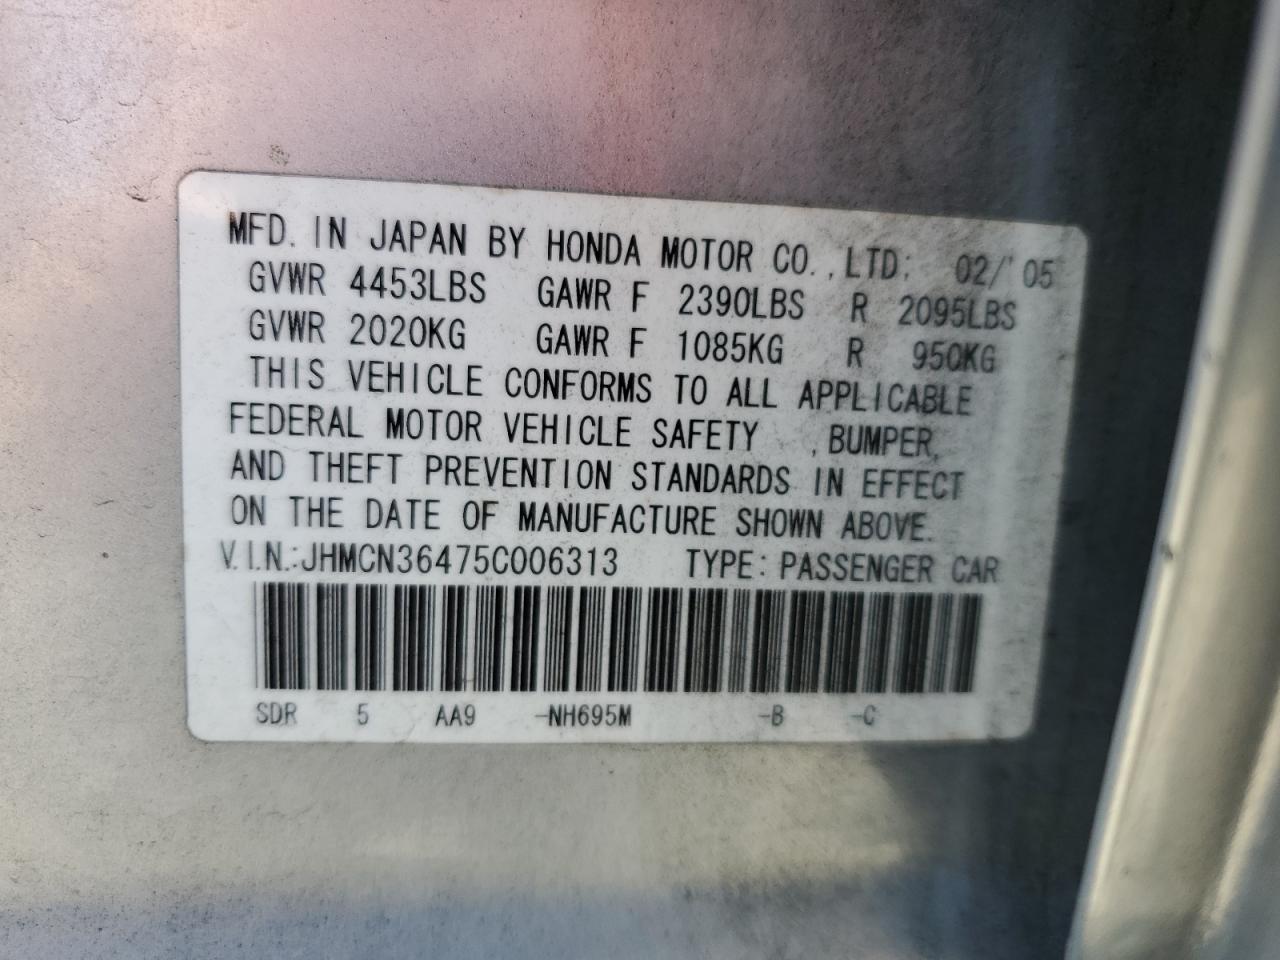 MFD. IN JAPAN BY HONDA MOTOR CO., LTD; 02/'05
GVWR 4453LBS GAWR F 2390LBS R 2095LBS
GVWR 2020KG GAWR F 1085KG R 950KG
THIS VEHICLE CONFORMS TO ALL APPLICABLE
FEDERAL MOTOR VEHICLE SAFETY , BUMPER,
AND THEFT PREVENTION STANDARDS IN EFFECT
ON THE DATE OF MANUFACTURE SHOWN ABOVE.
V.I.N.:JHMCN36475C006313 TYPE: PASSENGER CAR
SDR 5 AA9 -NH695M -B -C